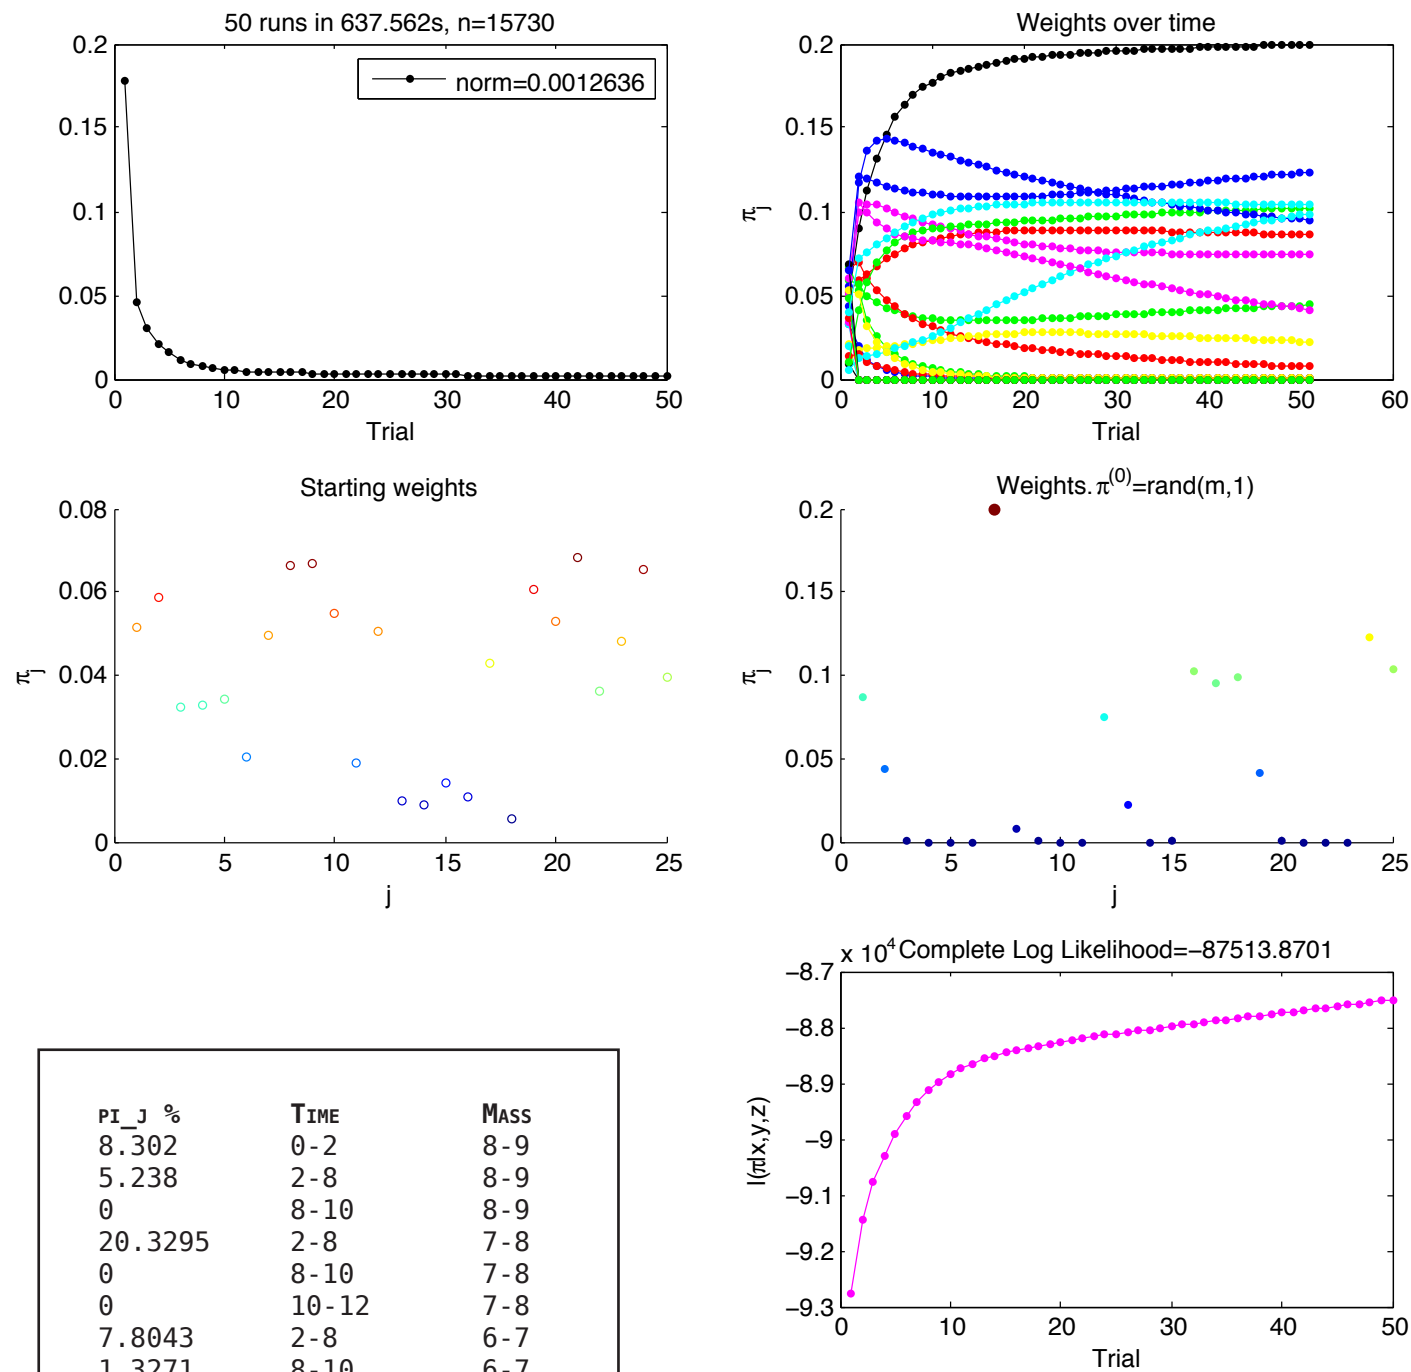 50 runs in 637.562s, n=15730
0.2
0.15
0.1
0.05
0
norm=0.0012636
0 10 20 30 40 50
Trial
Weights over time
0.2
0.15
0.1
0.05
0
π_j
0 10 20 30 40 50 60
Trial
Starting weights
0.08
0.06
0.04
0.02
0
π_j
0 5 10 15 20 25
j
Weights. π^(0)=rand(m,1)
0.2
0.15
0.1
0.05
0
π_j
0 5 10 15 20 25
j
x 10^4 Complete Log Likelihood=−87513.8701
−8.7
−8.8
−8.9
−9
−9.1
−9.2
−9.3
l(π|x,y,z)
0 10 20 30 40 50
Trial
PI_J % TIME MASS
8.302 0-2 8-9
5.238 2-8 8-9
0 8-10 8-9
20.3295 2-8 7-8
0 8-10 7-8
0 10-12 7-8
7.8043 2-8 6-7
1.3271 8-10 6-7